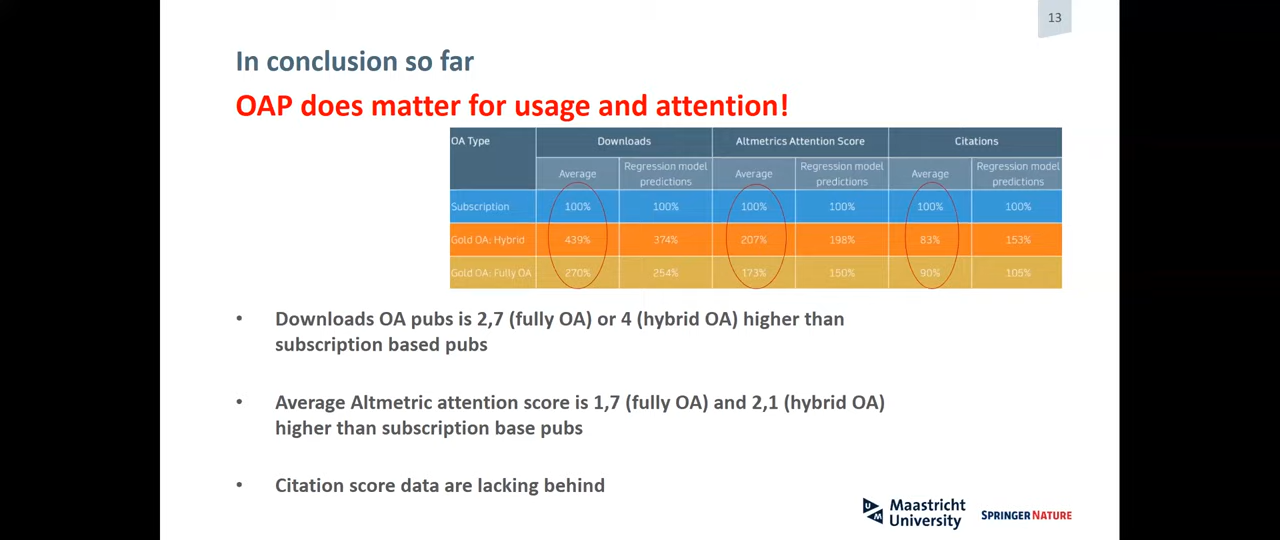 13
In conclusion so far
OAP does matter for usage and attention!
OA Type Downloads Altmetrics Attention Score Citations
Average Regression model predictions Average Regression model predictions Average Regression model predictions
Subscription 100% 100% 100% 100% 100% 100%
Gold OA: Hybrid 439% 374% 207% 198% 83% 153%
Gold OA: Fully OA 270% 254% 173% 150% 90% 105%
• Downloads OA pubs is 2,7 (fully OA) or 4 (hybrid OA) higher than
subscription based pubs
• Average Altmetric attention score is 1,7 (fully OA) and 2,1 (hybrid OA)
higher than subscription base pubs
• Citation score data are lacking behind
UM Maastricht University
SPRINGER NATURE